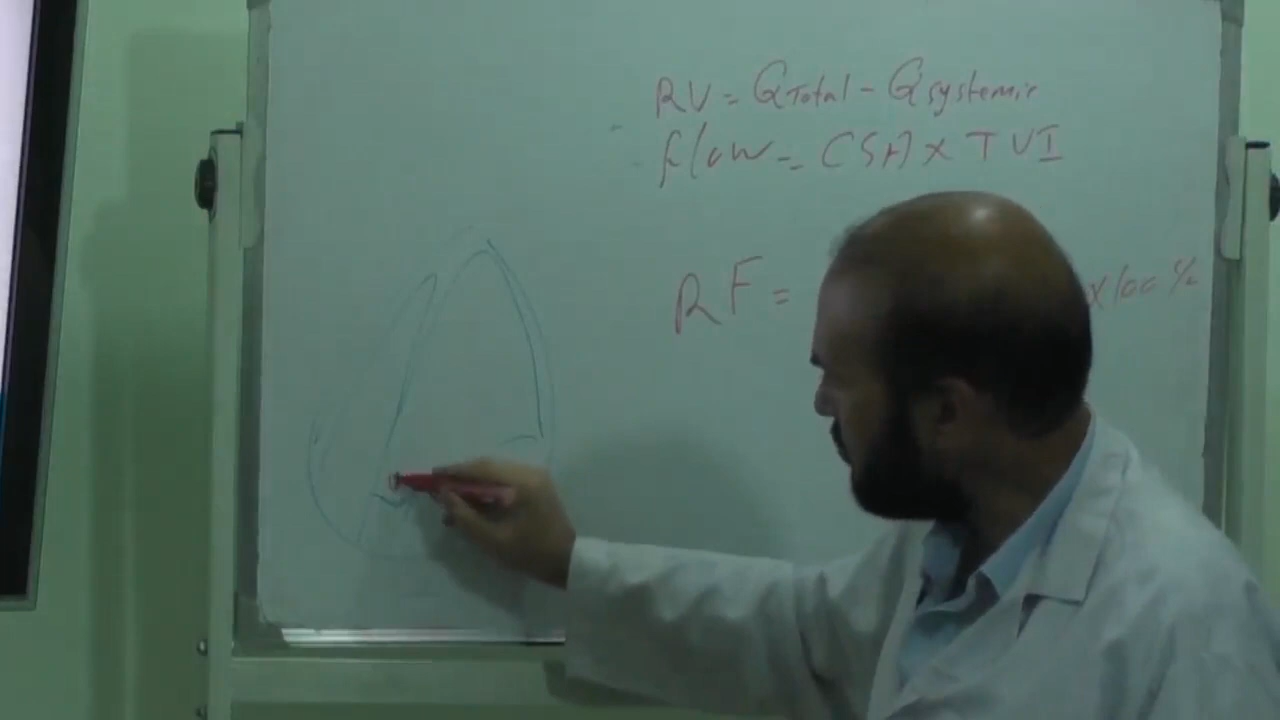 RV = QTotal - Qsystemic
flow = CSA x TVI
RF = x100%